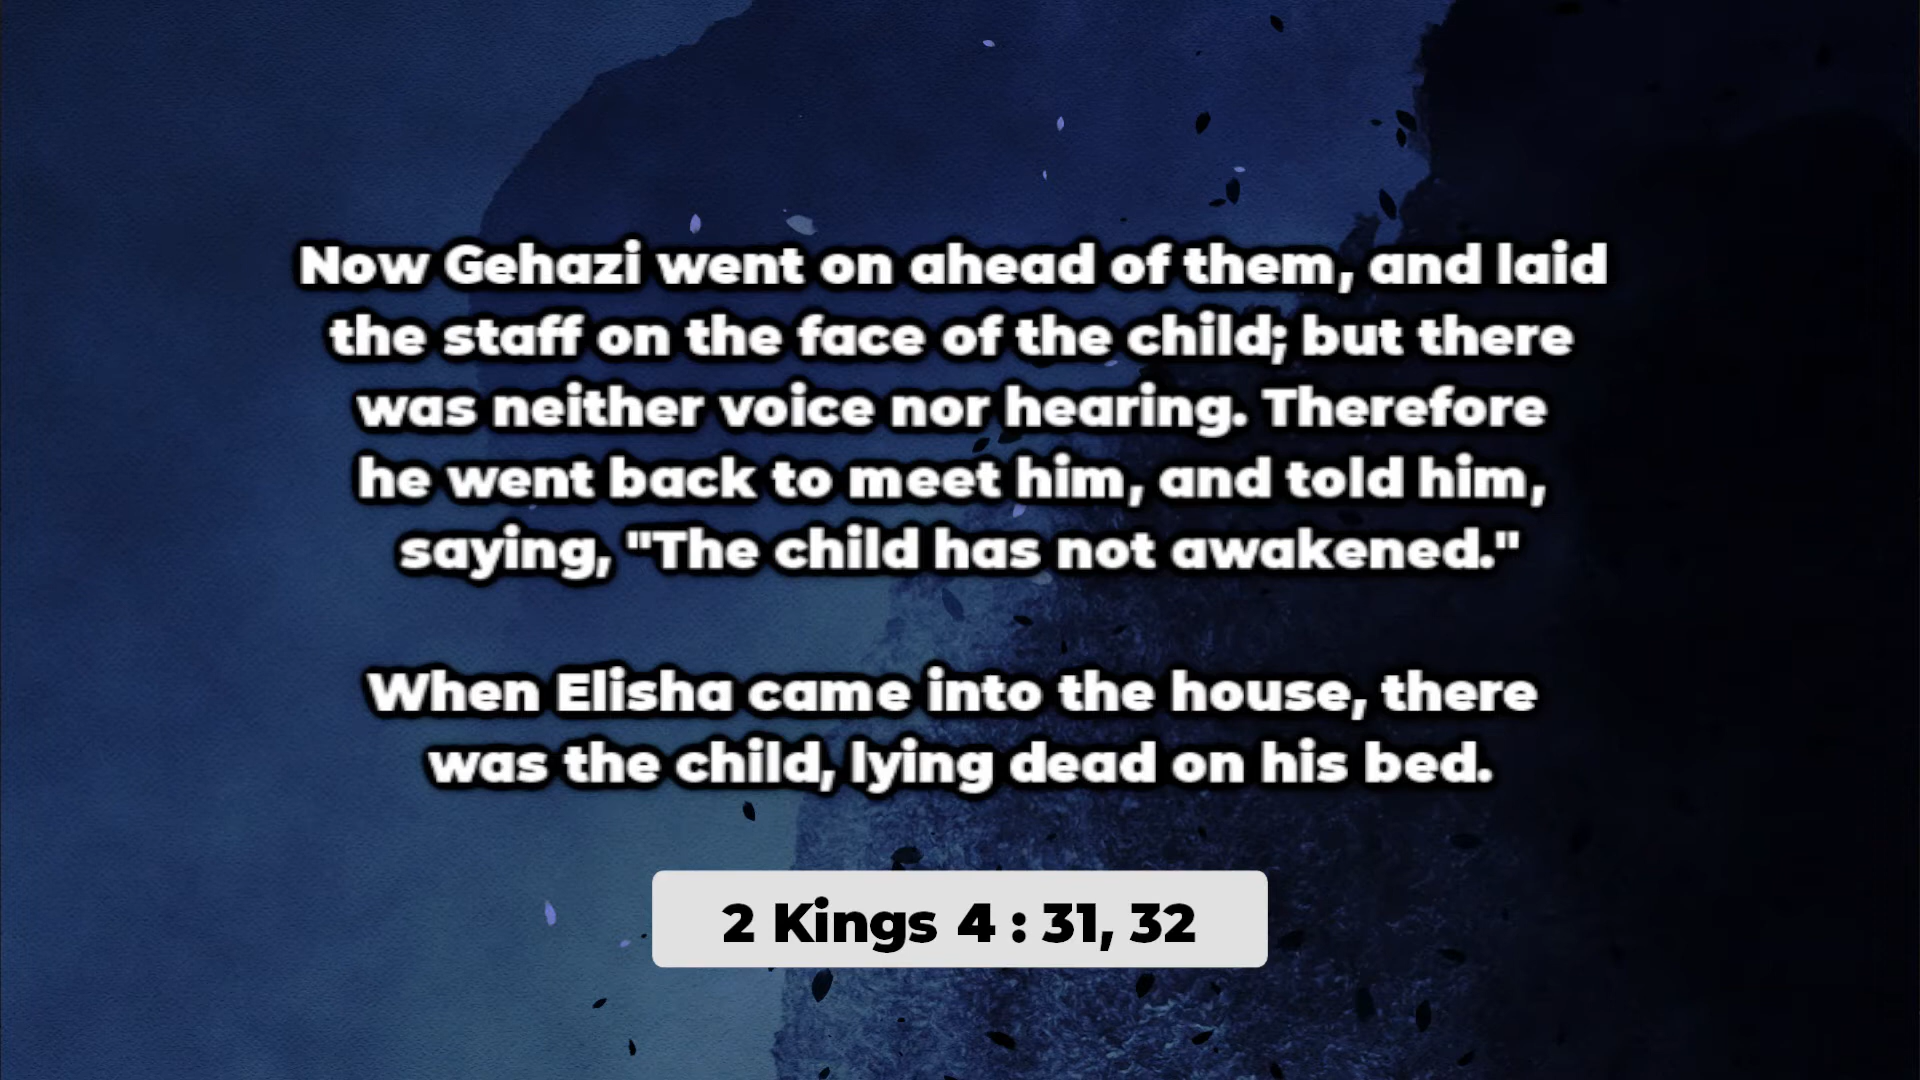 Now Gehazi went on ahead of them, and laid
the staff on the face of the child; but there
was neither voice nor hearing. Therefore
he went back to meet him, and told him,
saying, "The child has not awakened."
When Elisha came into the house, there
was the child, lying dead on his bed.
2 Kings 4 : 31, 32